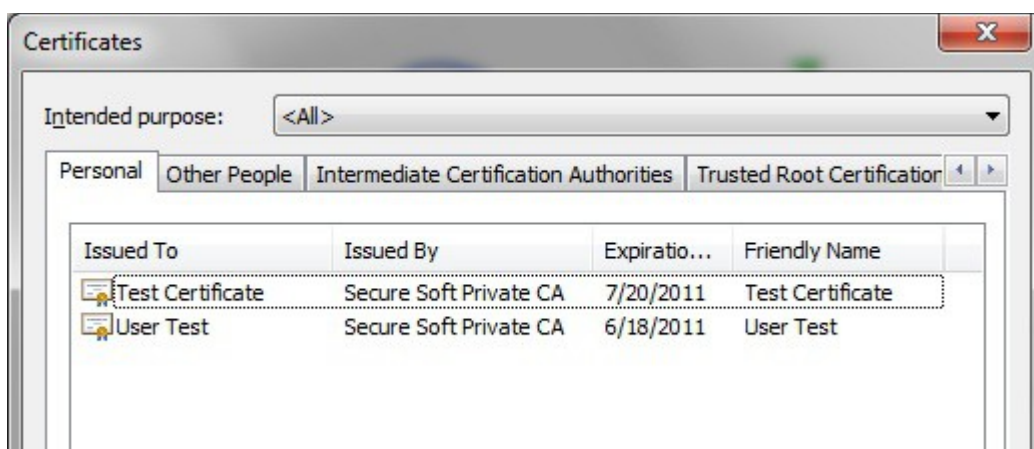 Certificates
Intended purpose: <All>
Personal Other People Intermediate Certification Authorities Trusted Root Certification
Issued To Issued By Expiratio... Friendly Name
Test Certificate Secure Soft Private CA 7/20/2011 Test Certificate
User Test Secure Soft Private CA 6/18/2011 User Test